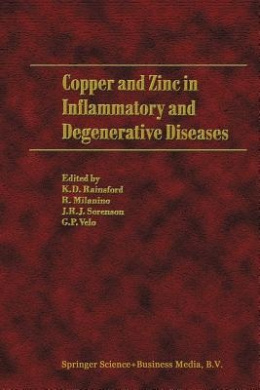 Copper and Zinc in
Inflammatory and
Degenerative Diseases
Edited by
K.D. Rainsford
R. Milanino
J.R.J. Sorenson
G.P. Velo
Springer Science+Business Media, B.V.